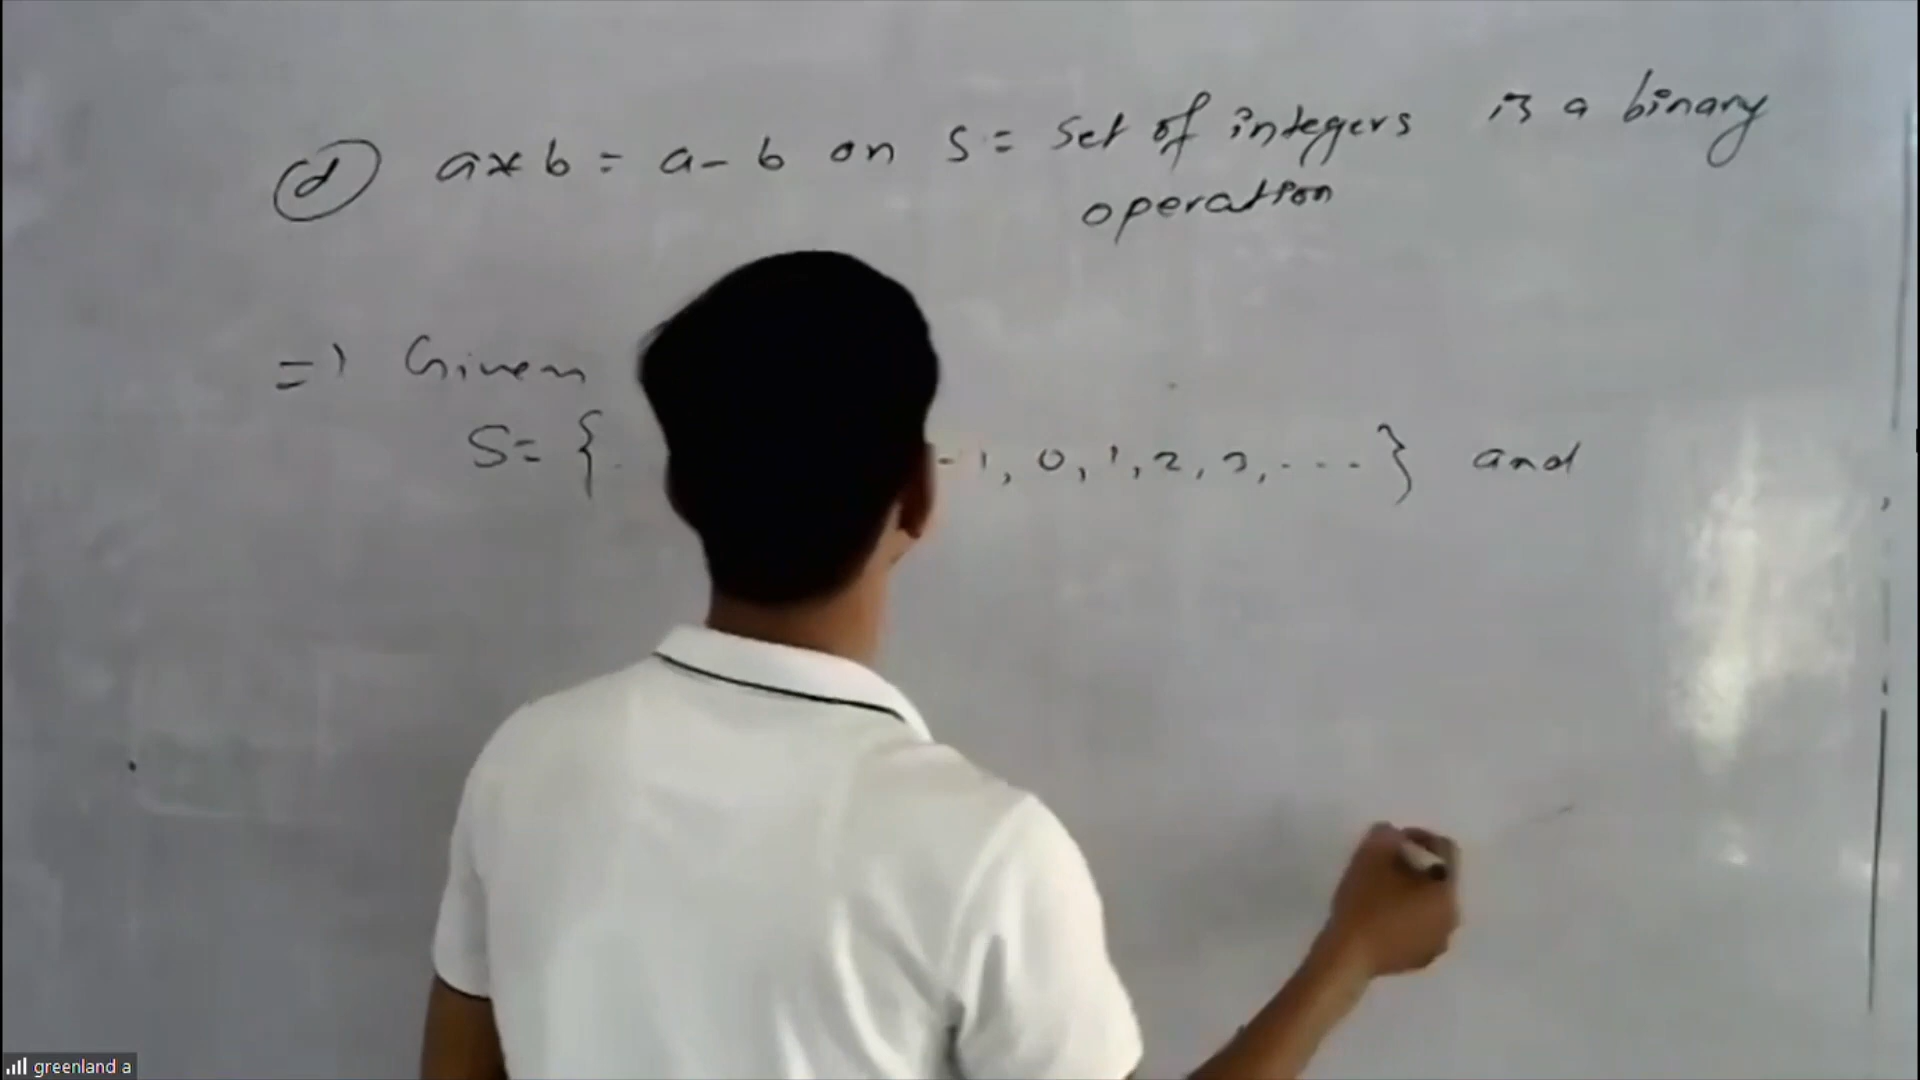 (d) a * b = a - b on S = Set of integers is a binary
operation
=> Given
S = { . -1, 0, 1, 2, 3, .... } and
greenland a